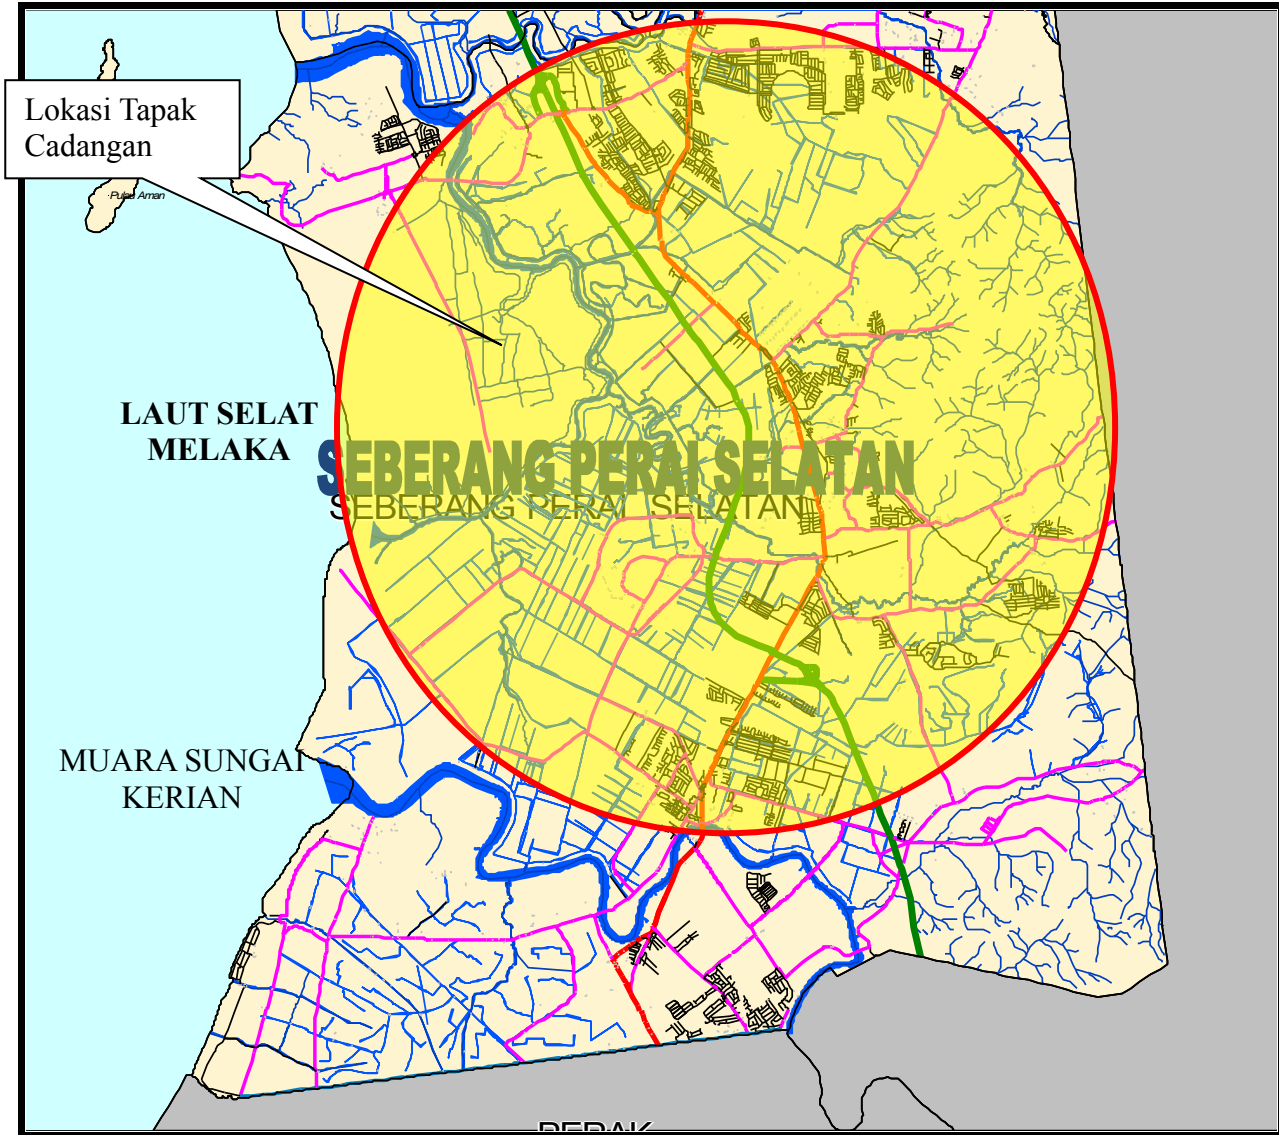 Lokasi Tapak
Cadangan
Pulau Aman
LAUT SELAT
MELAKA
SEBERANG PERAI SELATAN
SEBERANG PERAI SELATAN
MUARA SUNGAI
KERIAN
PERAK